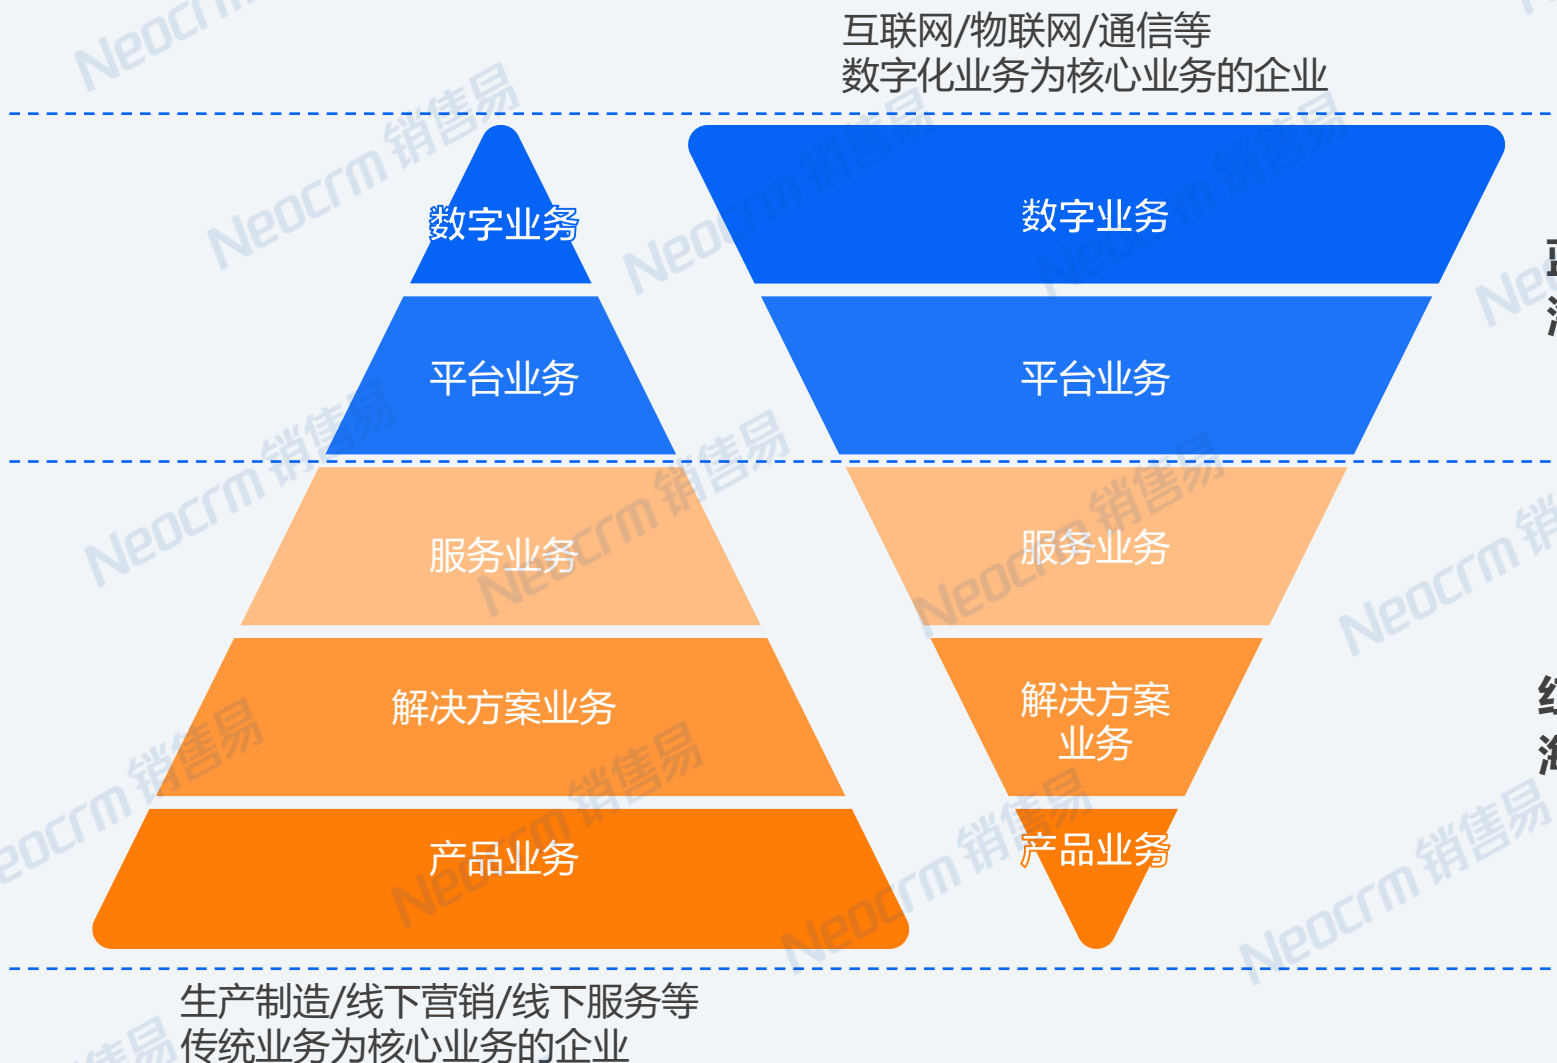 互联网/物联网/通信等
数字化业务为核心业务的企业
数字业务
平台业务
服务业务
解决方案业务
产品业务
数字业务
平台业务
服务业务
解决方案
业务
产品业务
生产制造/线下营销/线下服务等
传统业务为核心业务的企业
Neocrm 销售易